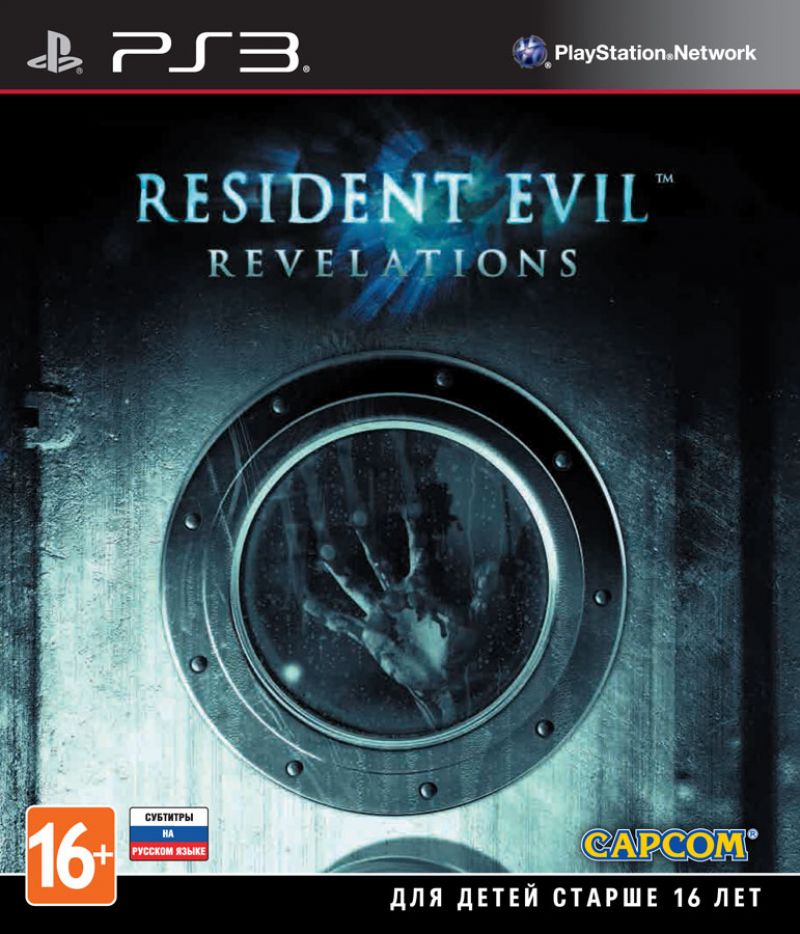 PS3
PlayStation®Network
RESIDENT EVIL™
REVELATIONS
16+
СУБТИТРЫ
НА
РУССКОМ ЯЗЫКЕ
CAPCOM®
ДЛЯ ДЕТЕЙ СТАРШЕ 16 ЛЕТ